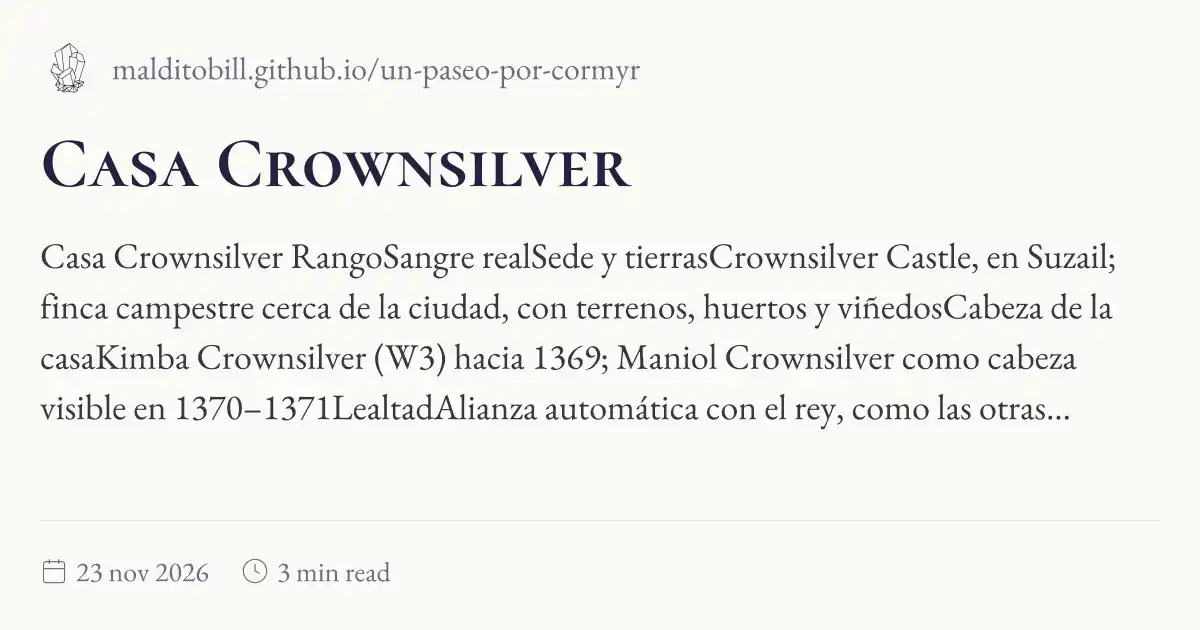 malditobill.github.io/un-paseo-por-cormyr
Casa Crownsilver
Casa Crownsilver RangoSangre realSede y tierrasCrownsilver Castle, en Suzail;
finca campestre cerca de la ciudad, con terrenos, huertos y viñedosCabeza de la
casaKimba Crownsilver (W3) hacia 1369; Maniol Crownsilver como cabeza
visible en 1370–1371LealtadAlianza automática con el rey, como las otras...
23 nov 2026
3 min read